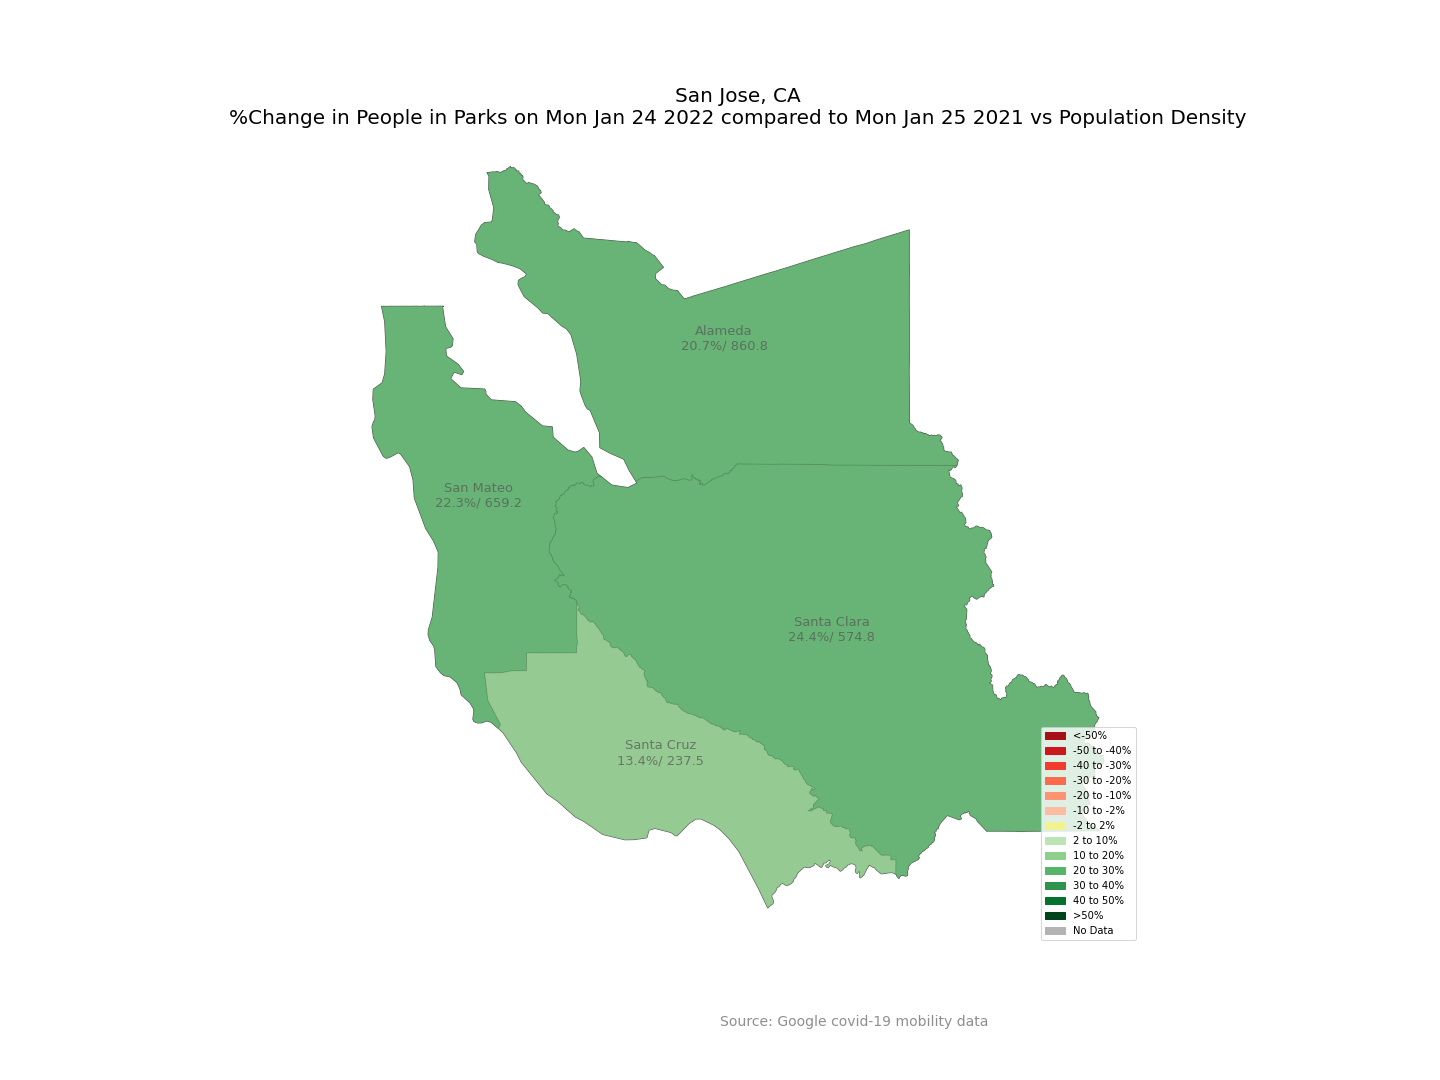 San Jose, CA
%Change in People in Parks on Mon Jan 24 2022 compared to Mon Jan 25 2021 vs Population Density
Alameda
20.7%/ 860.8
San Mateo
22.3%/ 659.2
Santa Clara
24.4%/ 574.8
Santa Cruz
13.4%/ 237.5
<-50%
-50 to -40%
-40 to -30%
-30 to -20%
-20 to -10%
-10 to -2%
-2 to 2%
2 to 10%
10 to 20%
20 to 30%
30 to 40%
40 to 50%
>50%
No Data
Source: Google covid-19 mobility data